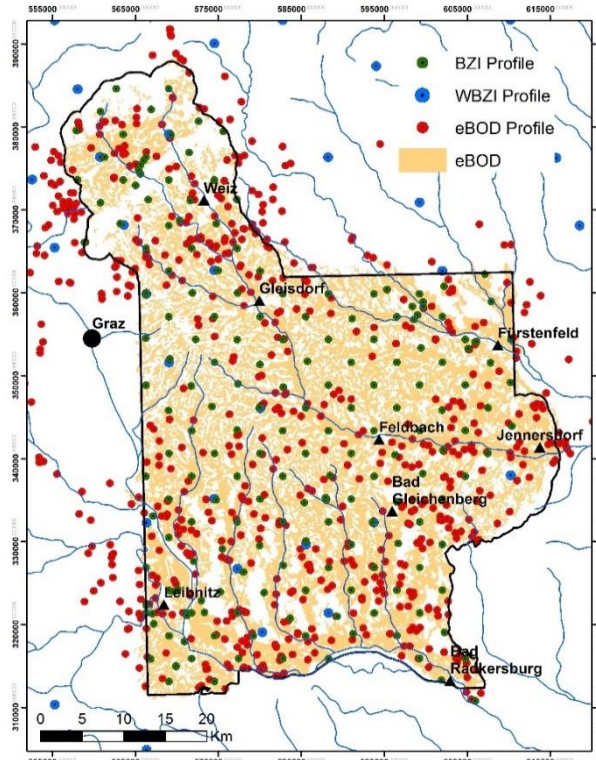 555000
565000
575000
585000
595000
605000
615000
390000
380000
370000
360000
350000
340000
330000
320000
310000
BZI Profile
WBZI Profile
eBOD Profile
eBOD
Weiz
Gleisdorf
Graz
Fürstenfeld
Feldbach
Jennersdorf
Bad
Gleichenberg
Leibnitz
Bad
Radkersburg
0 5 10 15 20
Km